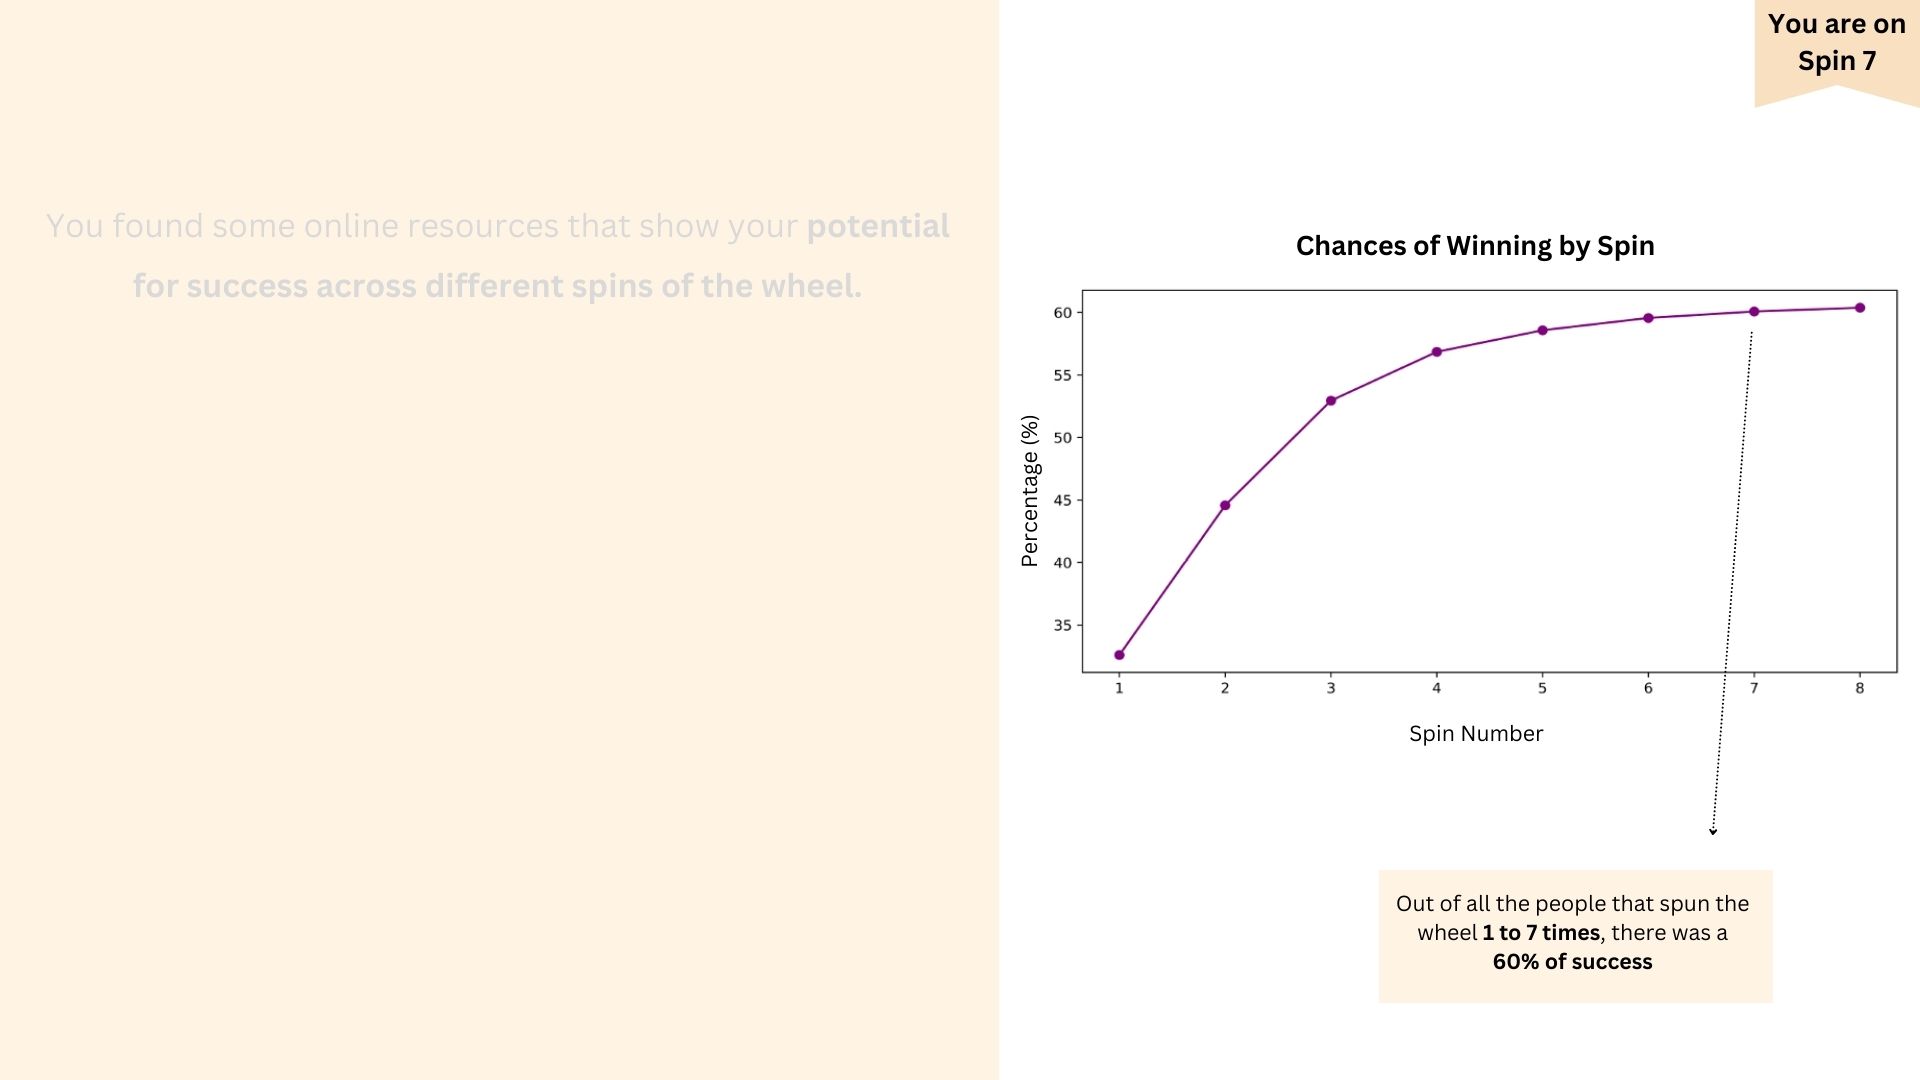 You are on
Spin 7
You found some online resources that show your potential
for success across different spins of the wheel.
Chances of Winning by Spin
Percentage (%)
60
55
50
45
40
35
1 2 3 4 5 6 7 8
Spin Number
Out of all the people that spun the
wheel 1 to 7 times, there was a
60% of success